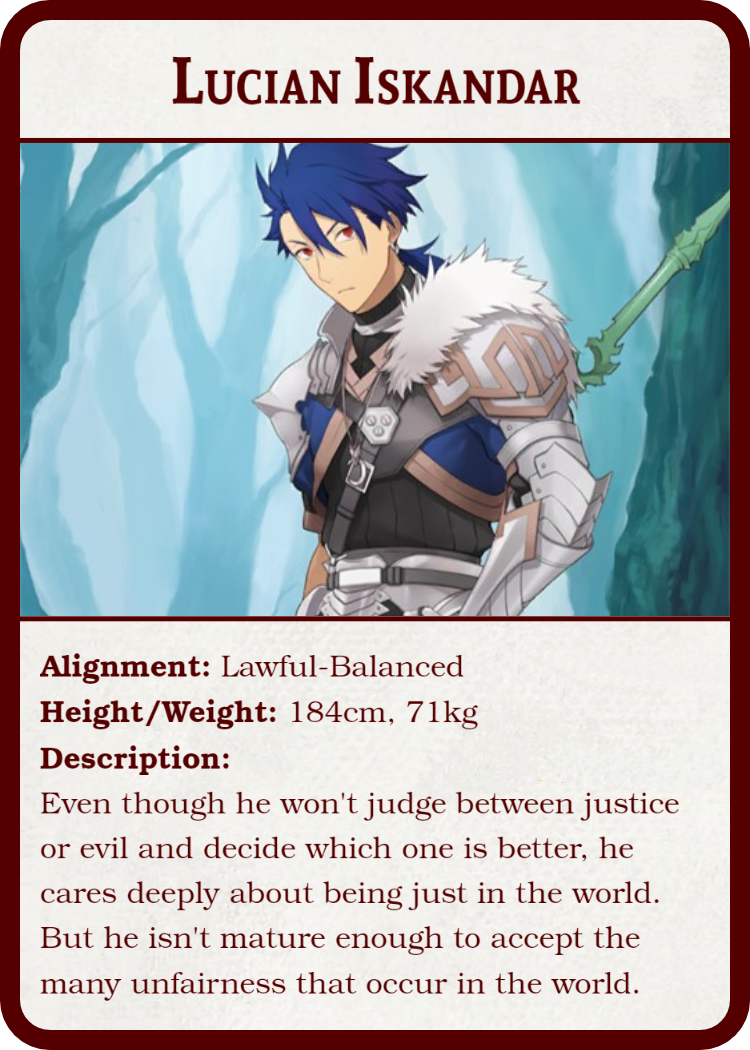 Lucian Iskandar
Alignment: Lawful-Balanced
Height/Weight: 184cm, 71kg
Description:
Even though he won't judge between justice
or evil and decide which one is better, he
cares deeply about being just in the world.
But he isn't mature enough to accept the
many unfairness that occur in the world.